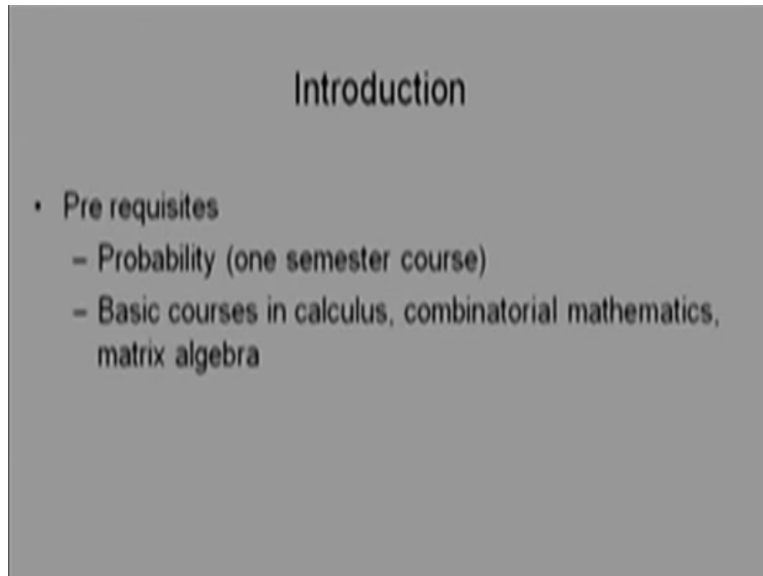 Introduction
• Pre requisites
– Probability (one semester course)
– Basic courses in calculus, combinatorial mathematics,
matrix algebra